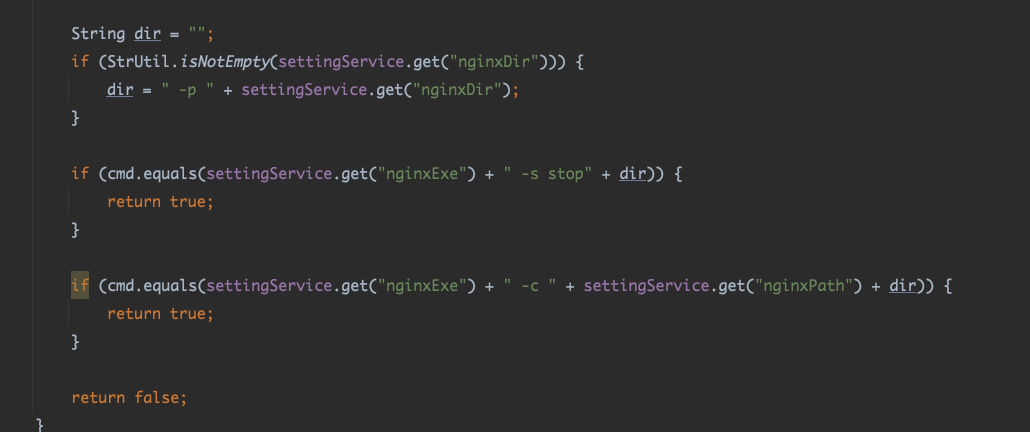 String dir = "";
if (StrUtil.isNotEmpty(settingService.get("nginxDir"))) {
dir = " -p " + settingService.get("nginxDir");
}
if (cmd.equals(settingService.get("nginxExe") + " -s stop" + dir)) {
return true;
}
if (cmd.equals(settingService.get("nginxExe") + " -c " + settingService.get("nginxPath") + dir)) {
return true;
}
return false;
}